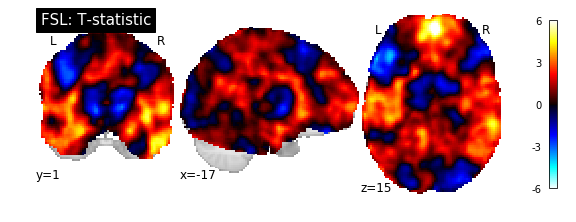 FSL: T-statistic
L R
L R
y=1
x=-17
z=15
6
3
0
-3
-6